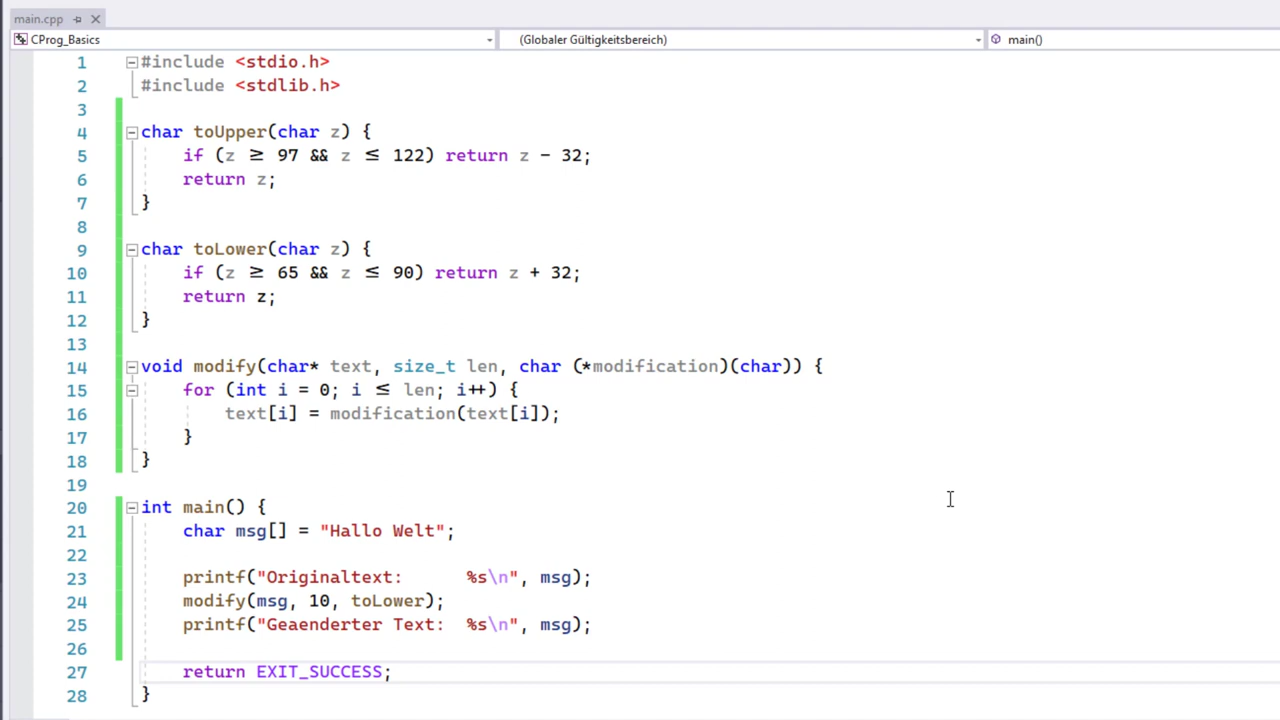 main.cpp
CProg_Basics (Globaler Gültigkeitsbereich) main()
1 #include <stdio.h>
2 #include <stdlib.h>
3
4 char toUpper(char z) {
5 if (z ≥ 97 && z ≤ 122) return z - 32;
6 return z;
7 }
8
9 char toLower(char z) {
10 if (z ≥ 65 && z ≤ 90) return z + 32;
11 return z;
12 }
13
14 void modify(char* text, size_t len, char (*modification)(char)) {
15 for (int i = 0; i ≤ len; i++) {
16 text[i] = modification(text[i]);
17 }
18 }
19
20 int main() {
21 char msg[] = "Hallo Welt";
22
23 printf("Originaltext:      %s\n", msg);
24 modify(msg, 10, toLower);
25 printf("Geaenderter Text:  %s\n", msg);
26
27 return EXIT_SUCCESS;
28 }